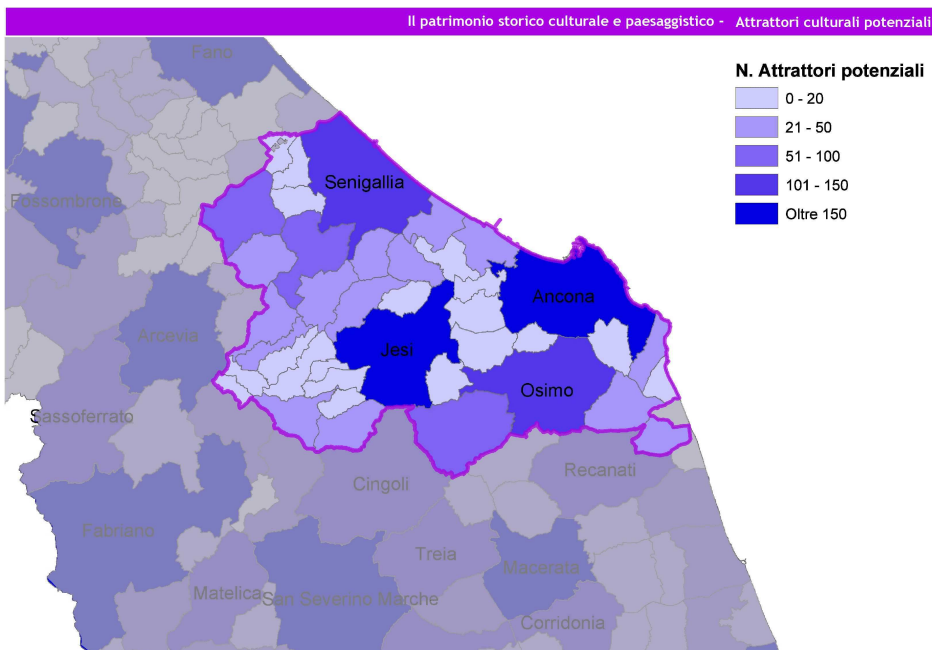 Il patrimonio storico culturale e paesaggistico - Attrattori culturali potenziali
N. Attrattori potenziali
0 - 20
21 - 50
51 - 100
101 - 150
Oltre 150
Fano
Senigallia
Fossombrone
Ancona
Arcevia
Jesi
Osimo
Sassoferrato
Recanati
Cingoli
Fabriano
Treia
Macerata
Matelica
San Severino Marche
Corridonia